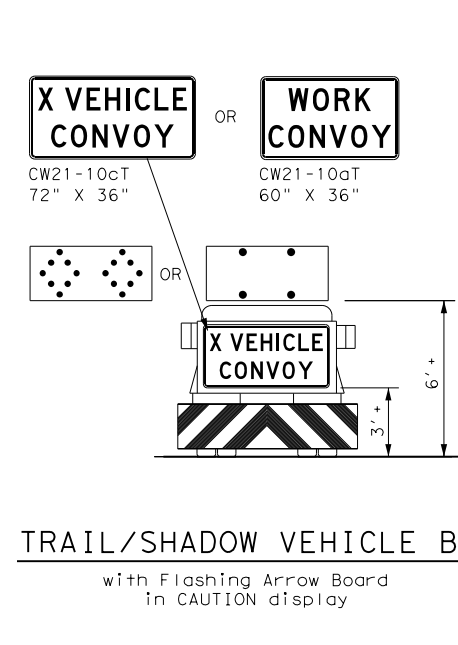 X VEHICLE
CONVOY
OR
WORK
CONVOY
CW21-10cT
72" X 36"
CW21-10aT
60" X 36"
OR
X VEHICLE
CONVOY
6' +
3' +
TRAIL/SHADOW VEHICLE B
with Flashing Arrow Board
in CAUTION display